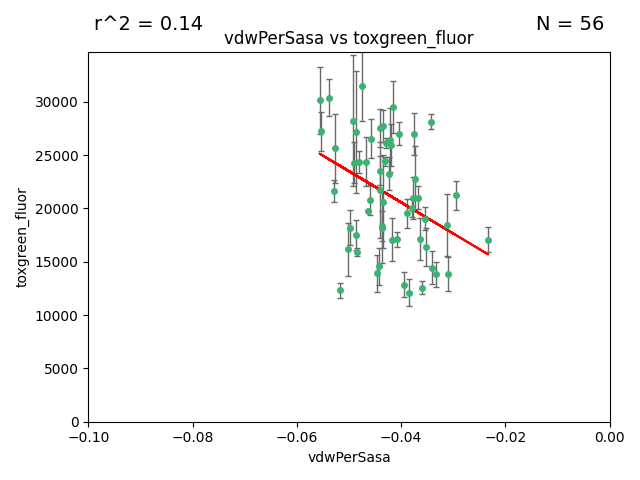 r^2 = 0.14
N = 56
vdwPerSasa vs toxgreen_fluor
30000
25000
20000
15000
10000
5000
0
toxgreen_fluor
−0.10
−0.08
−0.06
−0.04
−0.02
0.00
vdwPerSasa